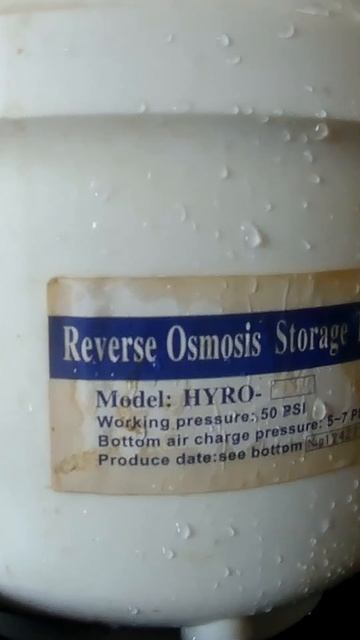 Reverse Osmosis Storage
Model: HYRO-
Working pressure: 50 PSI
Bottom air charge pressure: 5-7 P
Produce date:see bottom